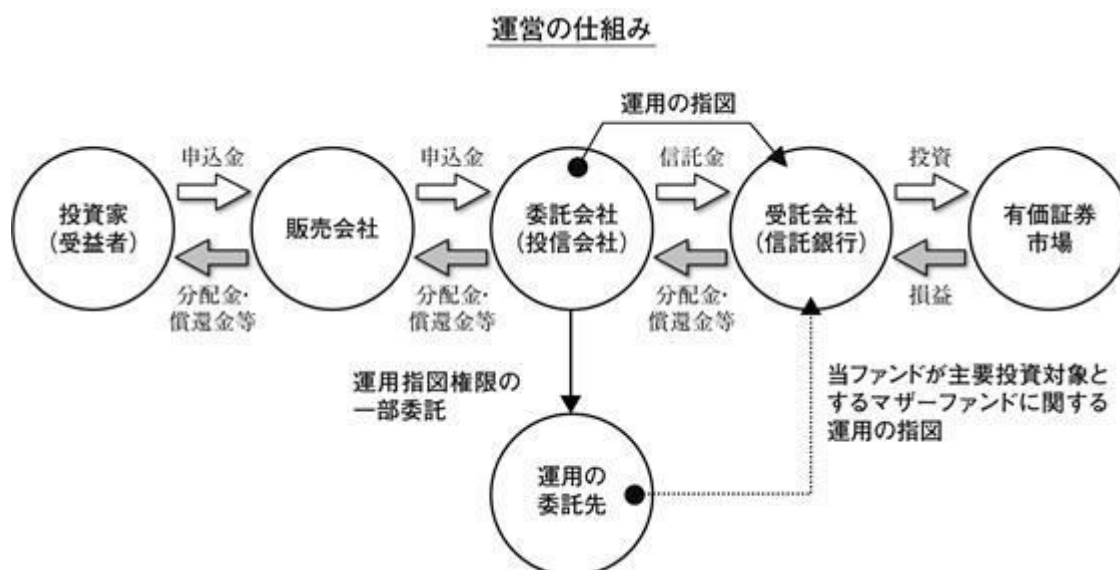 運営の仕組み
運用の指図
申込金
申込金
信託金
投資
投資家
（受益者）
販売会社
委託会社
（投信会社）
受託会社
（信託銀行）
有価証券
市場
分配金・
償還金等
分配金・
償還金等
分配金・
償還金等
損益
運用指図権限の
一部委託
当ファンドが主要投資対象と
するマザーファンドに関する
運用の指図
運用の
委託先